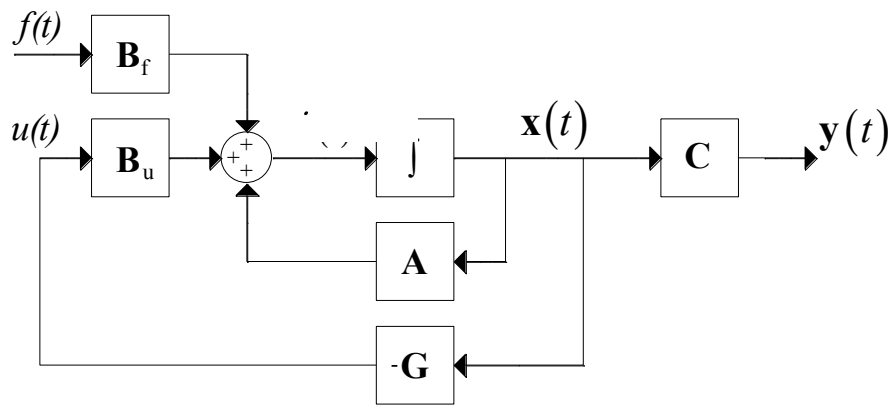 f(t)
B_f
u(t)
B_u
+
+
+
∫
x(t)
C
y(t)
A
-G